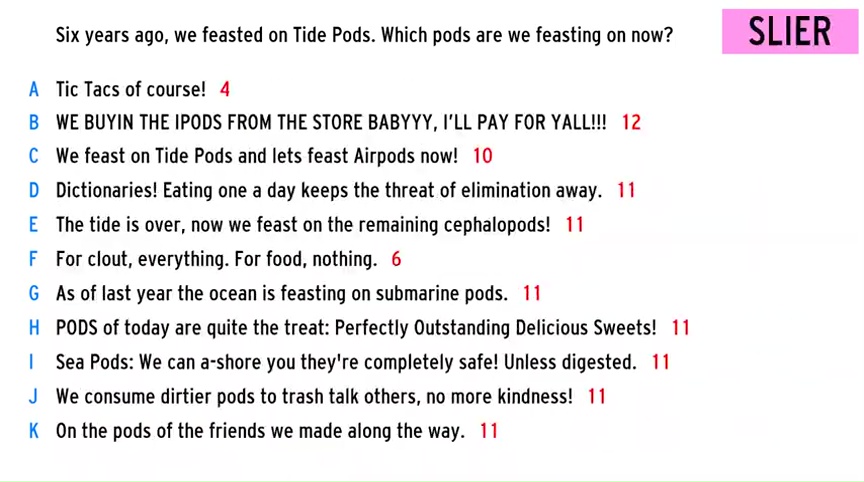 Six years ago, we feasted on Tide Pods. Which pods are we feasting on now?
SLIER
A Tic Tacs of course! 4
B WE BUYIN THE IPODS FROM THE STORE BABYYY, I'LL PAY FOR YALL!!! 12
C We feast on Tide Pods and lets feast Airpods now! 10
D Dictionaries! Eating one a day keeps the threat of elimination away. 11
E The tide is over, now we feast on the remaining cephalopods! 11
F For clout, everything. For food, nothing. 6
G As of last year the ocean is feasting on submarine pods. 11
H PODS of today are quite the treat: Perfectly Outstanding Delicious Sweets! 11
I Sea Pods: We can a-shore you they're completely safe! Unless digested. 11
J We consume dirtier pods to trash talk others, no more kindness! 11
K On the pods of the friends we made along the way. 11